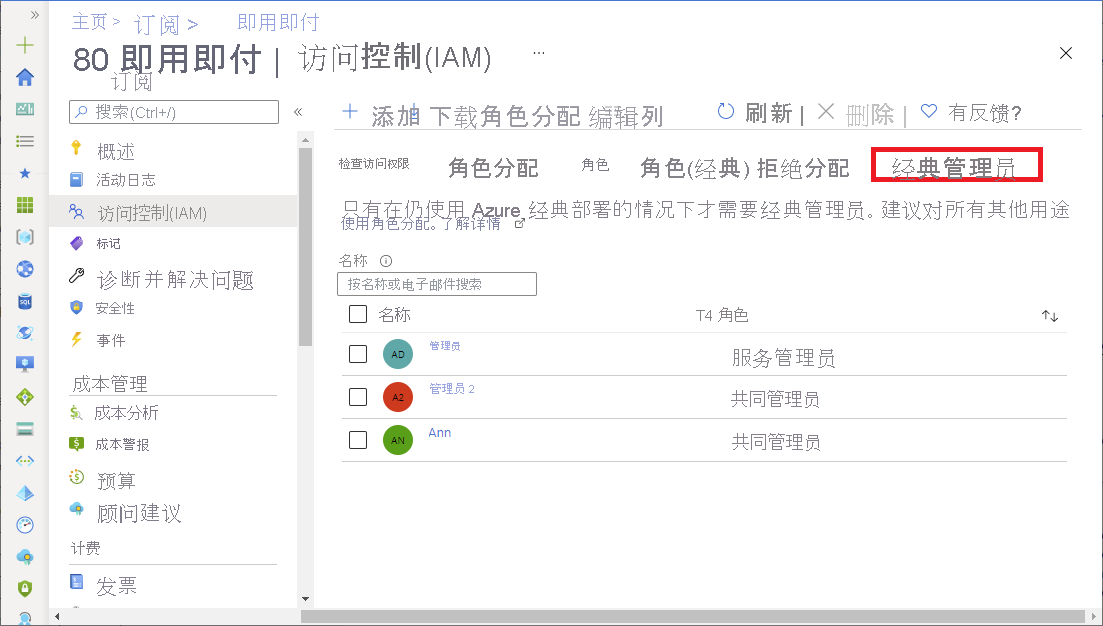 主页 > 订阅 > 即用即付
80 即用即付 | 访问控制(IAM) ...
订阅
搜索(Ctrl+/) «
概述
活动日志
访问控制(IAM)
标记
诊断并解决问题
安全性
事件
成本管理
成本分析
成本警报
预算
顾问建议
计费
发票
添加 下载角色分配 编辑列 刷新 | 删除 | 有反馈?
检查访问权限 角色分配 角色 角色(经典) 拒绝分配 经典管理员
只有在仍使用 Azure 经典部署的情况下才需要经典管理员。建议对所有其他用途
使用角色分配。了解详情
名称
按名称或电子邮件搜索
名称 T4 角色
AD 管理员 服务管理员
A2 管理员 2 共同管理员
AN Ann 共同管理员
SQL